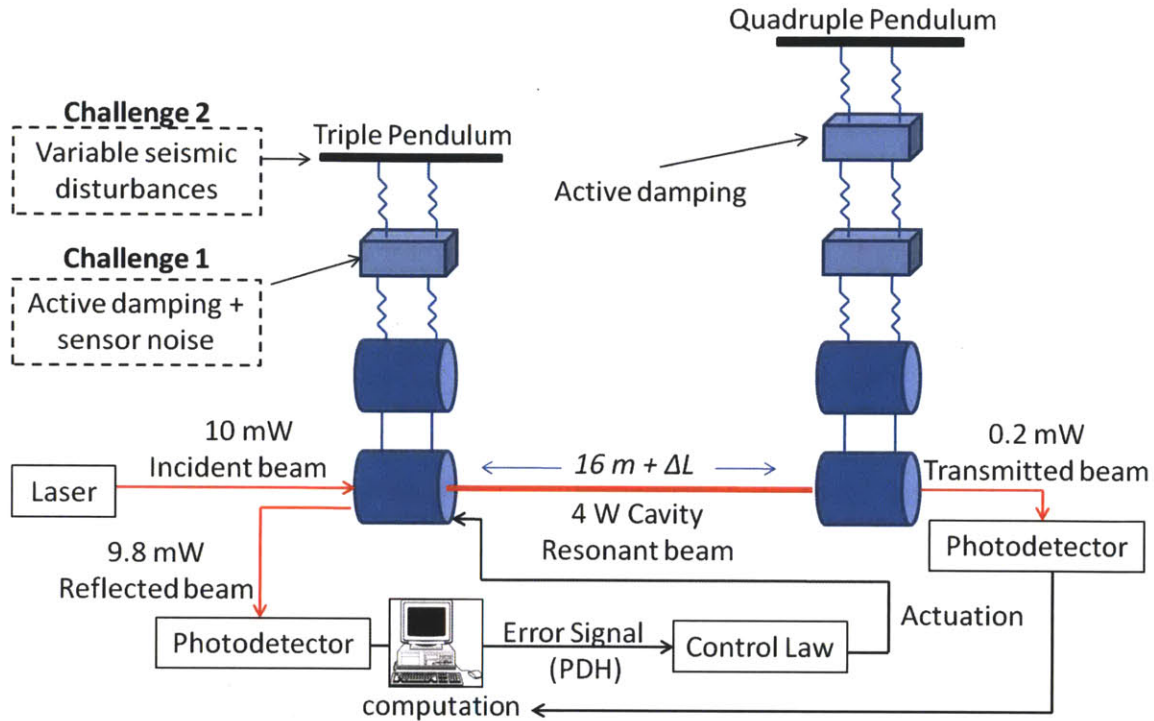 Quadruple Pendulum
Challenge 2
Variable seismic
disturbances
Triple Pendulum
Active damping
Challenge 1
Active damping +
sensor noise
10 mW
Incident beam
Laser
16 m + ΔL
4 W Cavity
Resonant beam
0.2 mW
Transmitted beam
Photodetector
9.8 mW
Reflected beam
Photodetector
Error Signal
(PDH)
Control Law
Actuation
computation